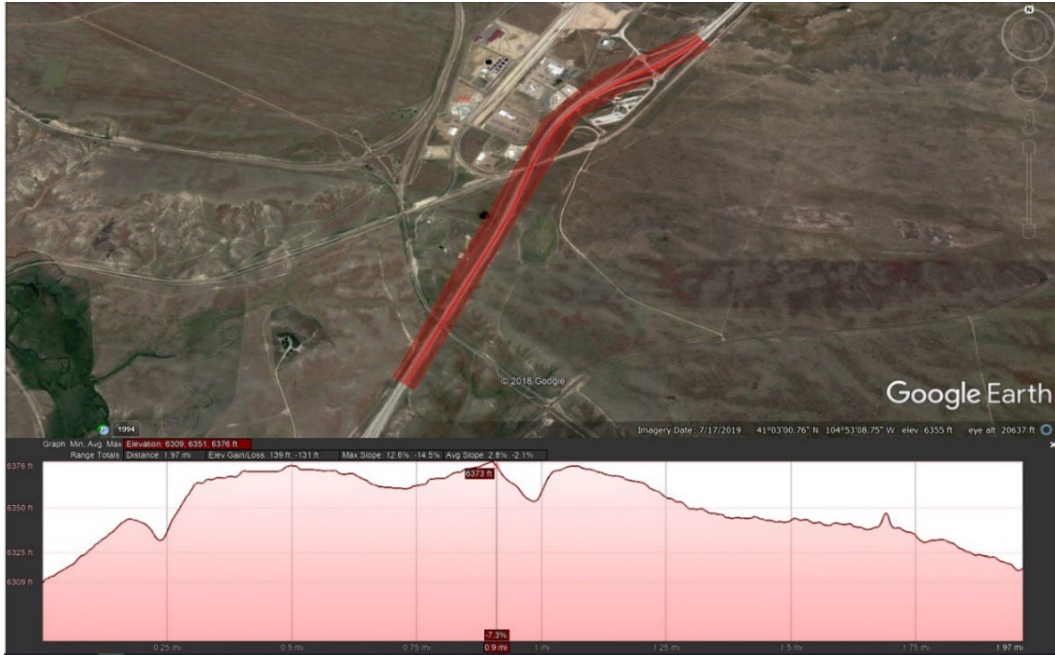 N
© 2018 Google
Google Earth
1994
Imagery Date: 7/17/2019 41°03'00.76" N 104°53'08.75" W elev 6355 ft eye alt 20637 ft
Graph: Min, Avg, Max Elevation: 6309, 6351, 6376 ft
Range Totals: Distance: 1.97 mi Elev Gain/Loss: 139 ft, -131 ft Max Slope: 12.6%, -14.5% Avg Slope: 2.8%, -2.1%
6376 ft
6373 ft
6350 ft
6325 ft
6309 ft
-7.3%
0.25 mi 0.5 mi 0.75 mi 0.9 mi 1 mi 1.25 mi 1.5 mi 1.75 mi 1.97 mi